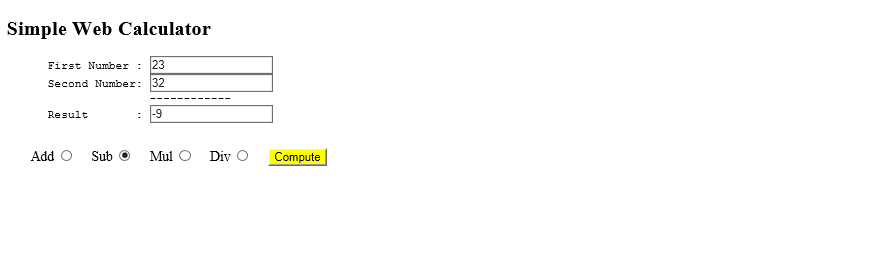 Simple Web Calculator
First Number : 23
Second Number: 32
------------
Result : -9
Add Sub Mul Div Compute